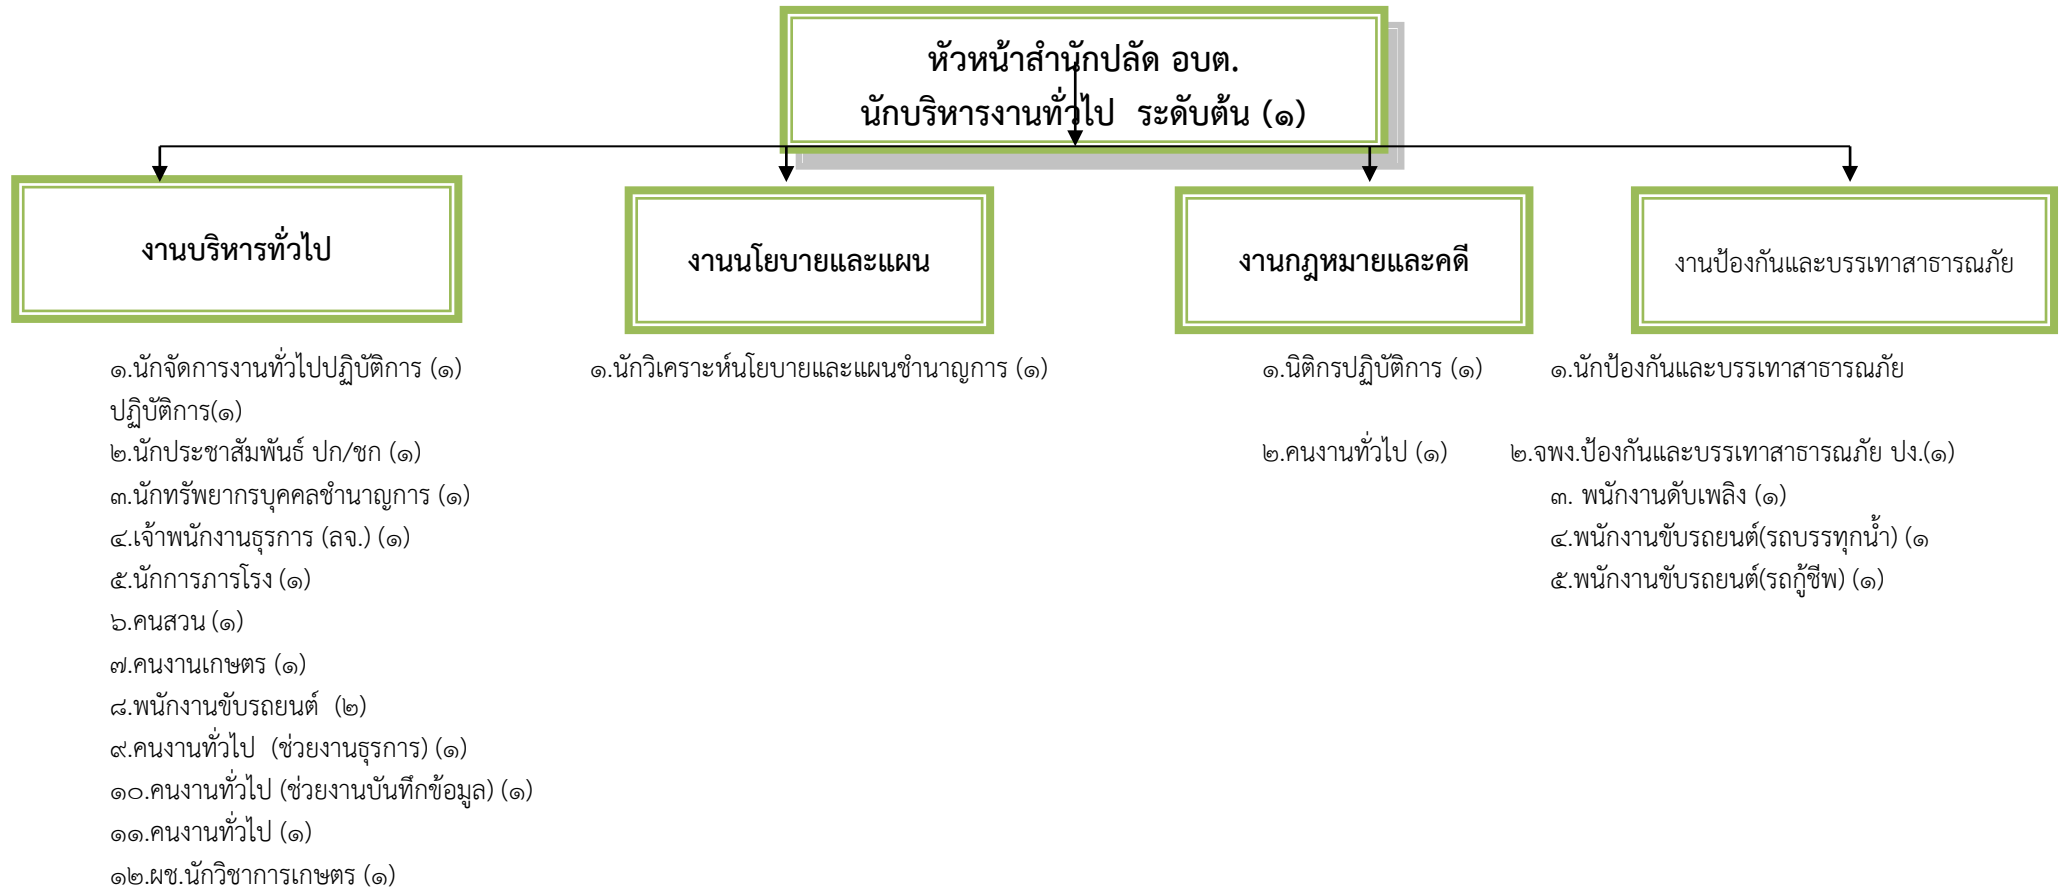 หัวหน้าสำนักปลัด อบต.
นักบริหารงานทั่วไป ระดับต้น (๑)
งานบริหารทั่วไป
งานนโยบายและแผน
งานกฎหมายและคดี
งานป้องกันและบรรเทาสาธารณภัย
๑.นักจัดการงานทั่วไปปฏิบัติการ (๑) ๑.นักวิเคราะห์นโยบายและแผนชำนาญการ (๑) ๑.นิติกรปฏิบัติการ (๑) ๑.นักป้องกันและบรรเทาสาธารณภัย
ปฏิบัติการ(๑)
๒.นักประชาสัมพันธ์ ปก/ชก (๑) ๒.คนงานทั่วไป (๑) ๒.จพง.ป้องกันและบรรเทาสาธารณภัย ปง.(๑)
๓.นักทรัพยากรบุคคลชำนาญการ (๑) ๓. พนักงานดับเพลิง (๑)
๔.เจ้าพนักงานธุรการ (ลจ.) (๑) ๔.พนักงานขับรถยนต์(รถบรรทุกน้ำ) (๑
๕.นักการภารโรง (๑) ๕.พนักงานขับรถยนต์(รถกู้ชีพ) (๑)
๖.คนสวน (๑)
๗.คนงานเกษตร (๑)
๘.พนักงานขับรถยนต์ (๒)
๙.คนงานทั่วไป (ช่วยงานธุรการ) (๑)
๑๐.คนงานทั่วไป (ช่วยงานบันทึกข้อมูล) (๑)
๑๑.คนงานทั่วไป (๑)
๑๒.ผช.นักวิชาการเกษตร (๑)